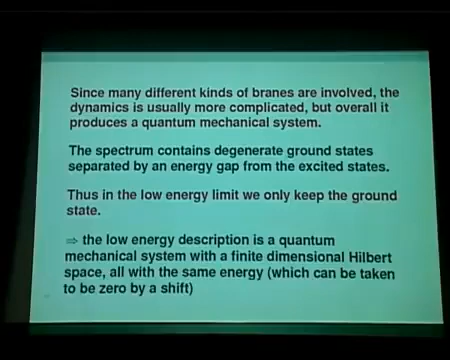 Since many different kinds of branes are involved, the
dynamics is usually more complicated, but overall it
produces a quantum mechanical system.
The spectrum contains degenerate ground states
separated by an energy gap from the excited states.
Thus in the low energy limit we only keep the ground
state.
⇒ the low energy description is a quantum
mechanical system with a finite dimensional Hilbert
space, all with the same energy (which can be taken
to be zero by a shift)